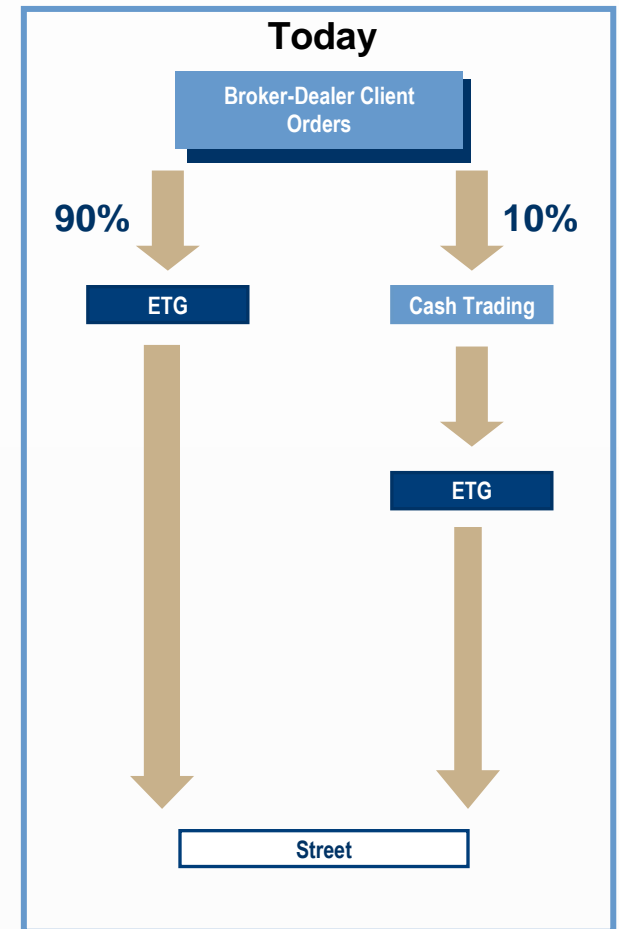 Today
Broker-Dealer Client
Orders
90%
10%
ETG
Cash Trading
ETG
Street